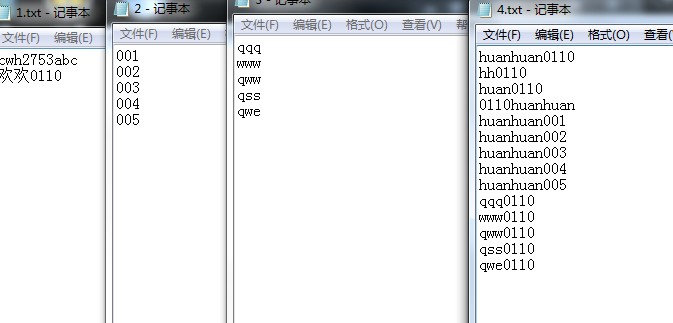 1.txt - 记事本
文件(F) 编辑(E)
cwh2753abc
欢欢0110
2 - 记事本
文件(F) 编辑(E)
001
002
003
004
005
3 - 记事本
文件(F) 编辑(E) 格式(O) 查看(V) 帮
qqq
www
qww
qss
qwe
4.txt - 记事本
文件(F) 编辑(E) 格式(O) 查看(V)
huanhuan0110
hh0110
huan0110
0110huanhuan
huanhuan001
huanhuan002
huanhuan003
huanhuan004
huanhuan005
qqq0110
www0110
qww0110
qss0110
qwe0110